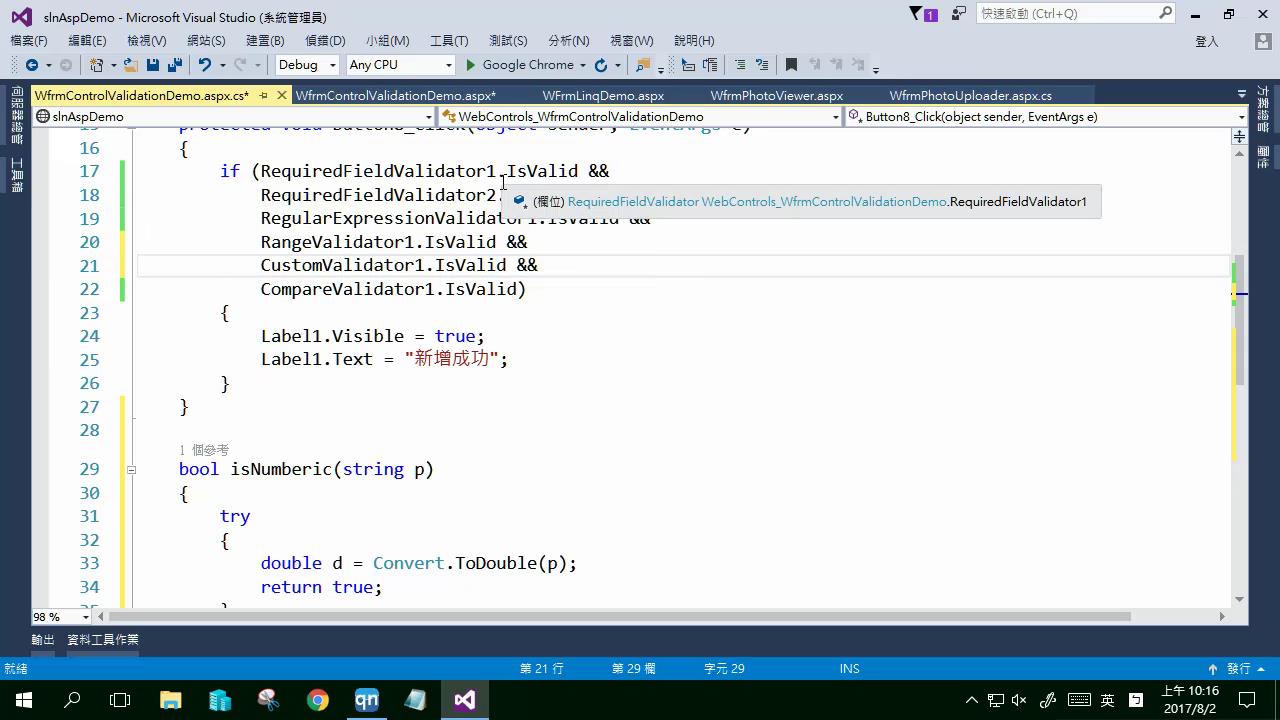 slnAspDemo - Microsoft Visual Studio (系統管理員)
1
快速啟動 (Ctrl+Q)
檔案(F) 編輯(E) 檢視(V) 網站(S) 建置(B) 偵錯(D) 小組(M) 工具(T) 測試(S) 分析(N) 視窗(W) 說明(H)
登入
Debug Any CPU Google Chrome
WfrmControlValidationDemo.aspx.cs* WfrmControlValidationDemo.aspx* WFrmLinqDemo.aspx WfrmPhotoViewer.aspx WfrmPhotoUploader.aspx.cs
slnAspDemo WebControls_WfrmControlValidationDemo Button8_Click(object sender, EventArgs e)
伺服器總管
工具箱
方案總管
屬性
15 protected void Button8_Click(object sender, EventArgs e)
16 {
17 if (RequiredFieldValidator1.IsValid &&
18 RequiredFieldValidator2.
(欄位) RequiredFieldValidator WebControls_WfrmControlValidationDemo.RequiredFieldValidator1
19 RegularExpressionValidator1.IsValid &&
20 RangeValidator1.IsValid &&
21 CustomValidator1.IsValid &&
22 CompareValidator1.IsValid)
23 {
24 Label1.Visible = true;
25 Label1.Text = "新增成功";
26 }
27 }
28
1 個參考
29 bool isNumberic(string p)
30 {
31 try
32 {
33 double d = Convert.ToDouble(p);
34 return true;
35 }
98 %
輸出 資料工具作業
就緒 第 21 行 第 29 欄 字元 29 INS 發行
qn
英
上午 10:16
2017/8/2